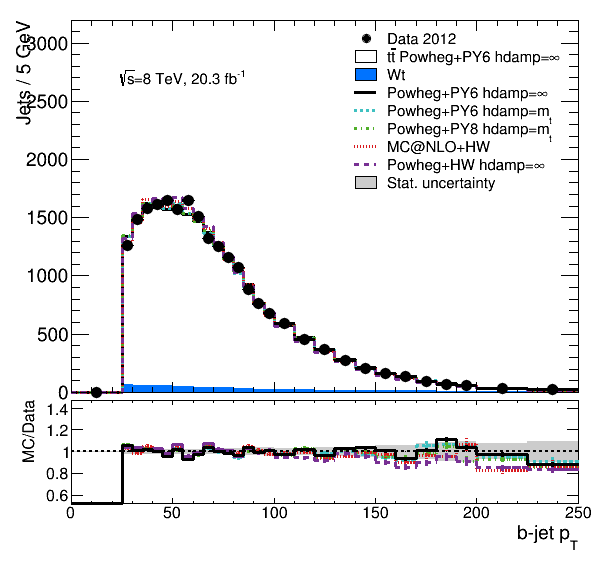 Jets / 5 GeV
3000
2500
2000
1500
1000
500
0
√s=8 TeV, 20.3 fb⁻¹
Data 2012
tt̄ Powheg+PY6 hdamp=∞
Wt
Powheg+PY6 hdamp=∞
Powheg+PY6 hdamp=mₜ
Powheg+PY8 hdamp=mₜ
MC@NLO+HW
Powheg+HW hdamp=∞
Stat. uncertainty
MC/Data
1.4
1.2
1
0.8
0.6
0 50 100 150 200 250
b-jet p_T